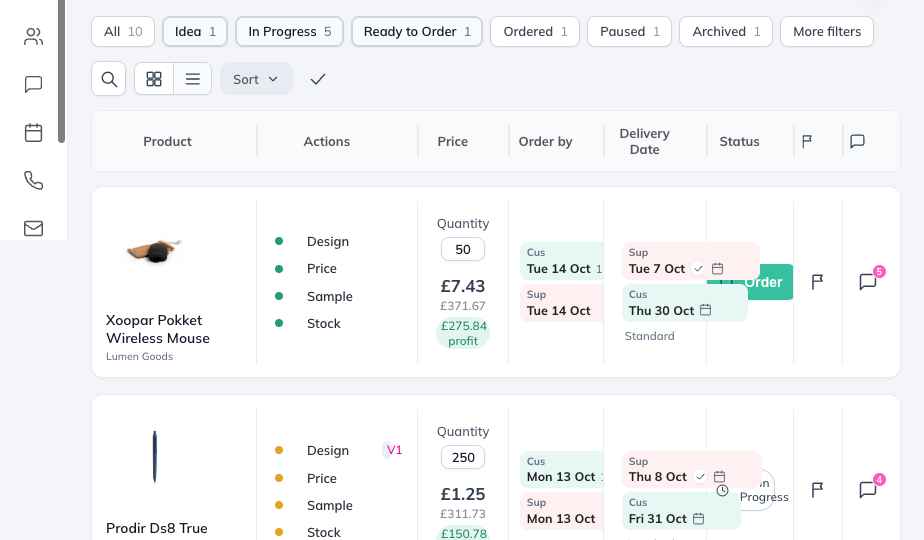 All 10 Idea 1 In Progress 5 Ready to Order 1 Ordered 1 Paused 1 Archived 1 More filters
Sort
Product Actions Price Order by Delivery Date Status
Xoopar Pokket
Wireless Mouse
Lumen Goods
Design
Price
Sample
Stock
Quantity
50
£7.43
£371.67
£275.84
profit
Cus
Tue 14 Oct
Sup
Tue 14 Oct
Sup
Tue 7 Oct
Cus
Thu 30 Oct
Standard
Order
5
Prodir Ds8 True
Design V1
Price
Sample
Stock
Quantity
250
£1.25
£311.73
£150.78
Cus
Mon 13 Oct
Sup
Mon 13 Oct
Sup
Thu 8 Oct
Cus
Fri 31 Oct
In
Progress
4